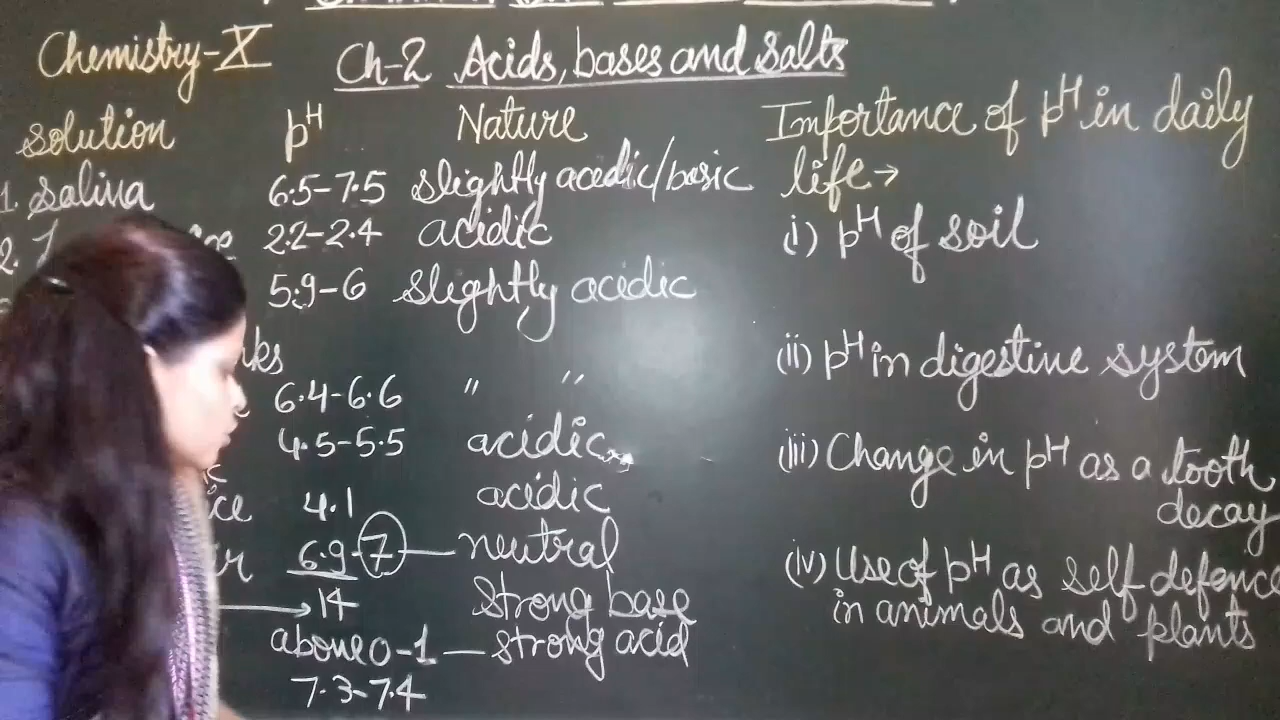 Chemistry-X
Ch-2 Acids, bases and salts
Solution pH Nature
1. Saliva 6.5-7.5 slightly acedic/basic
2. 2.2-2.4 acidic
5.9-6 slightly acidic
6.4-6.6 " "
4.5-5.5 acidic
4.1 acidic
6.9-7 — neutral
→ 14 strong base
above 0-1 — strong acid
7.3-7.4
Importance of pH in daily
life →
(i) pH of soil
(ii) pH in digestive system
(iii) Change in pH as a tooth
decay
(iv) Use of pH as self defence
in animals and plants